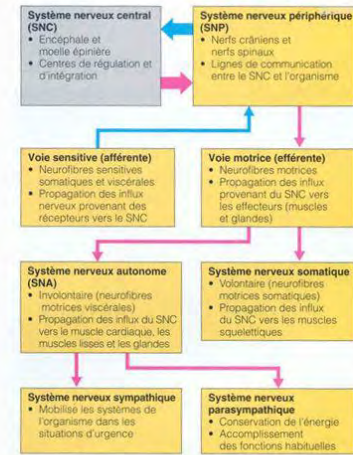 Système nerveux central
(SNC)
• Encéphale et
moelle épinière
• Centres de régulation et
d'intégration
Système nerveux périphérique
(SNP)
• Nerfs crâniens et
nerfs spinaux
• Lignes de communication
entre le SNC et l'organisme
Voie sensitive (afférente)
• Neurofibres sensitives
somatiques et viscérales
• Propagation des influx
nerveux provenant des
récepteurs vers le SNC
Voie motrice (efférente)
• Neurofibres motrices
• Propagation des influx
provenant du SNC vers
les effecteurs (muscles
et glandes)
Système nerveux autonome
(SNA)
• Involontaire (neurofibres
motrices viscérales)
• Propagation des influx du SNC
vers le muscle cardiaque, les
muscles lisses et les glandes
Système nerveux somatique
• Volontaire (neurofibres
motrices somatiques)
• Propagation des influx
du SNC vers les muscles
squelettiques
Système nerveux sympathique
• Mobilise les systèmes de
l'organisme dans les
situations d'urgence
Système nerveux
parasympathique
• Conservation de l'énergie
• Accomplissement
des fonctions habituelles